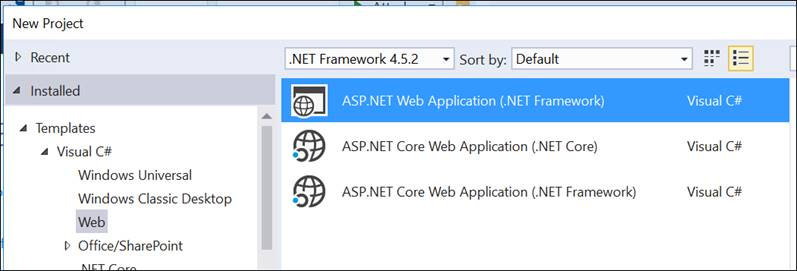 New Project
Recent
.NET Framework 4.5.2
Sort by:
Default
Installed
Templates
Visual C#
Windows Universal
Windows Classic Desktop
Web
Office/SharePoint
.NET Core
ASP.NET Web Application (.NET Framework)
Visual C#
ASP.NET Core Web Application (.NET Core)
Visual C#
ASP.NET Core Web Application (.NET Framework)
Visual C#